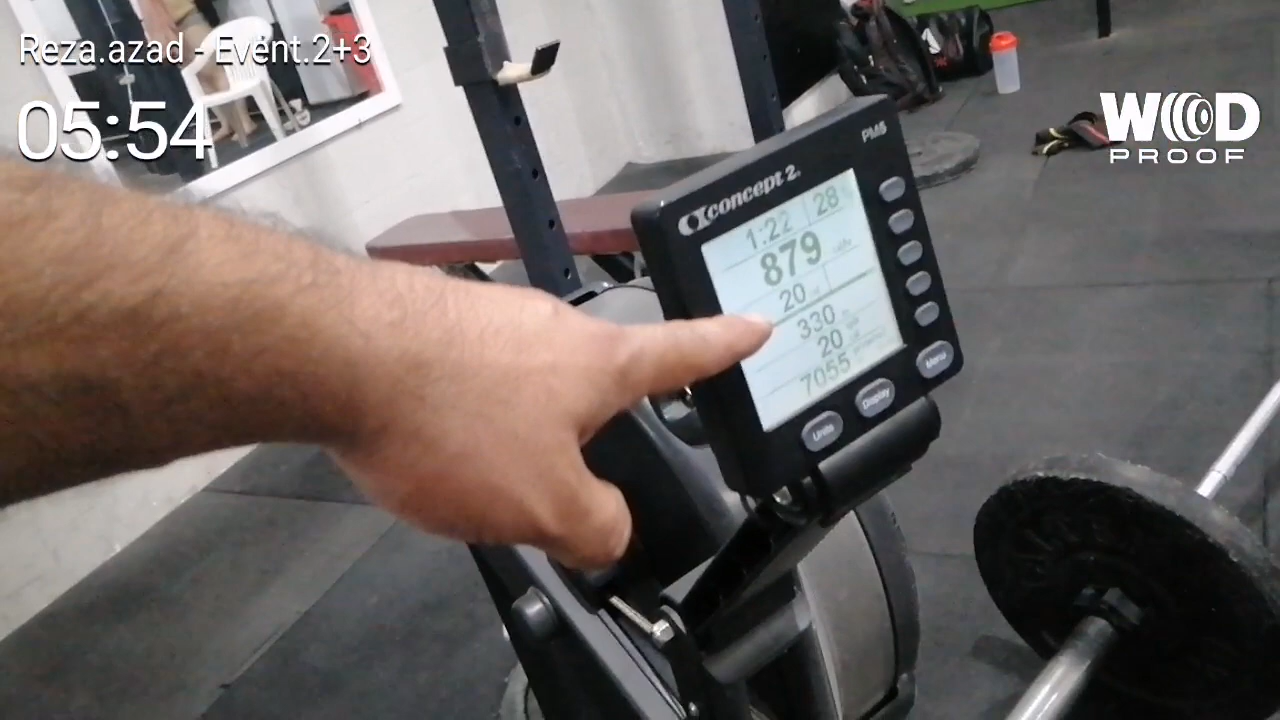 Reza.azad - Event.2+3
05:54
WOD
PROOF
concept 2.
PM5
1:22 28
879
20
330
20
7055
Units
Display
Menu